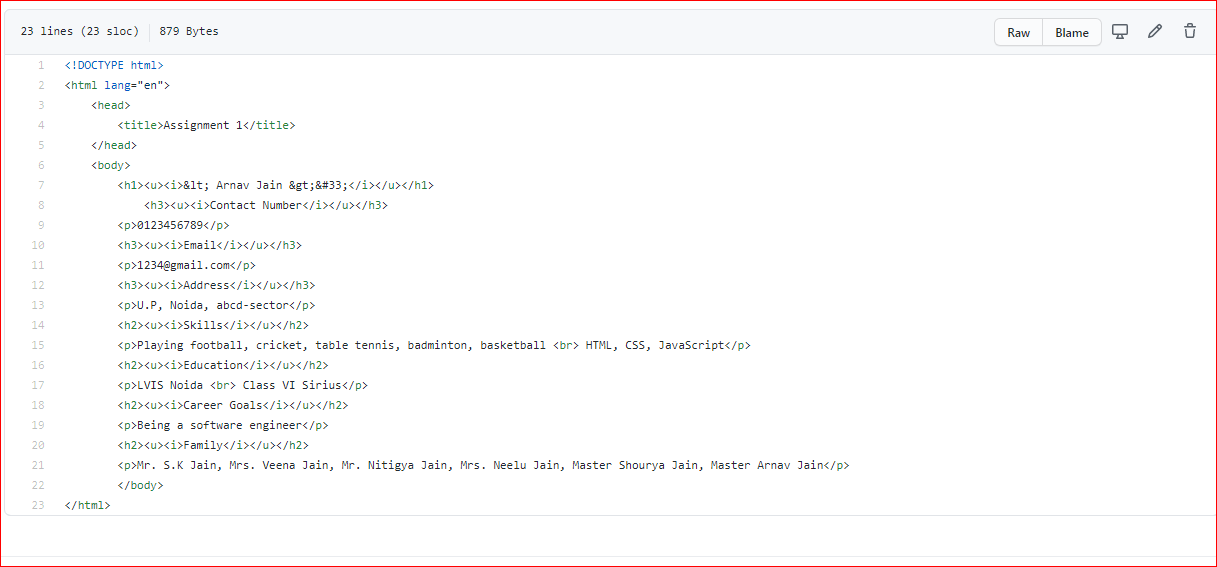 23 lines (23 sloc) 879 Bytes Raw Blame
1 <!DOCTYPE html>
2 <html lang="en">
3 <head>
4 <title>Assignment 1</title>
5 </head>
6 <body>
7 <h1><u><i>&lt; Arnav Jain &gt;&#33;</i></u></h1>
8 <h3><u><i>Contact Number</i></u></h3>
9 <p>0123456789</p>
10 <h3><u><i>Email</i></u></h3>
11 <p>1234@gmail.com</p>
12 <h3><u><i>Address</i></u></h3>
13 <p>U.P, Noida, abcd-sector</p>
14 <h2><u><i>Skills</i></u></h2>
15 <p>Playing football, cricket, table tennis, badminton, basketball <br> HTML, CSS, JavaScript</p>
16 <h2><u><i>Education</i></u></h2>
17 <p>LVIS Noida <br> Class VI Sirius</p>
18 <h2><u><i>Career Goals</i></u></h2>
19 <p>Being a software engineer</p>
20 <h2><u><i>Family</i></u></h2>
21 <p>Mr. S.K Jain, Mrs. Veena Jain, Mr. Nitigya Jain, Mrs. Neelu Jain, Master Shourya Jain, Master Arnav Jain</p>
22 </body>
23 </html>